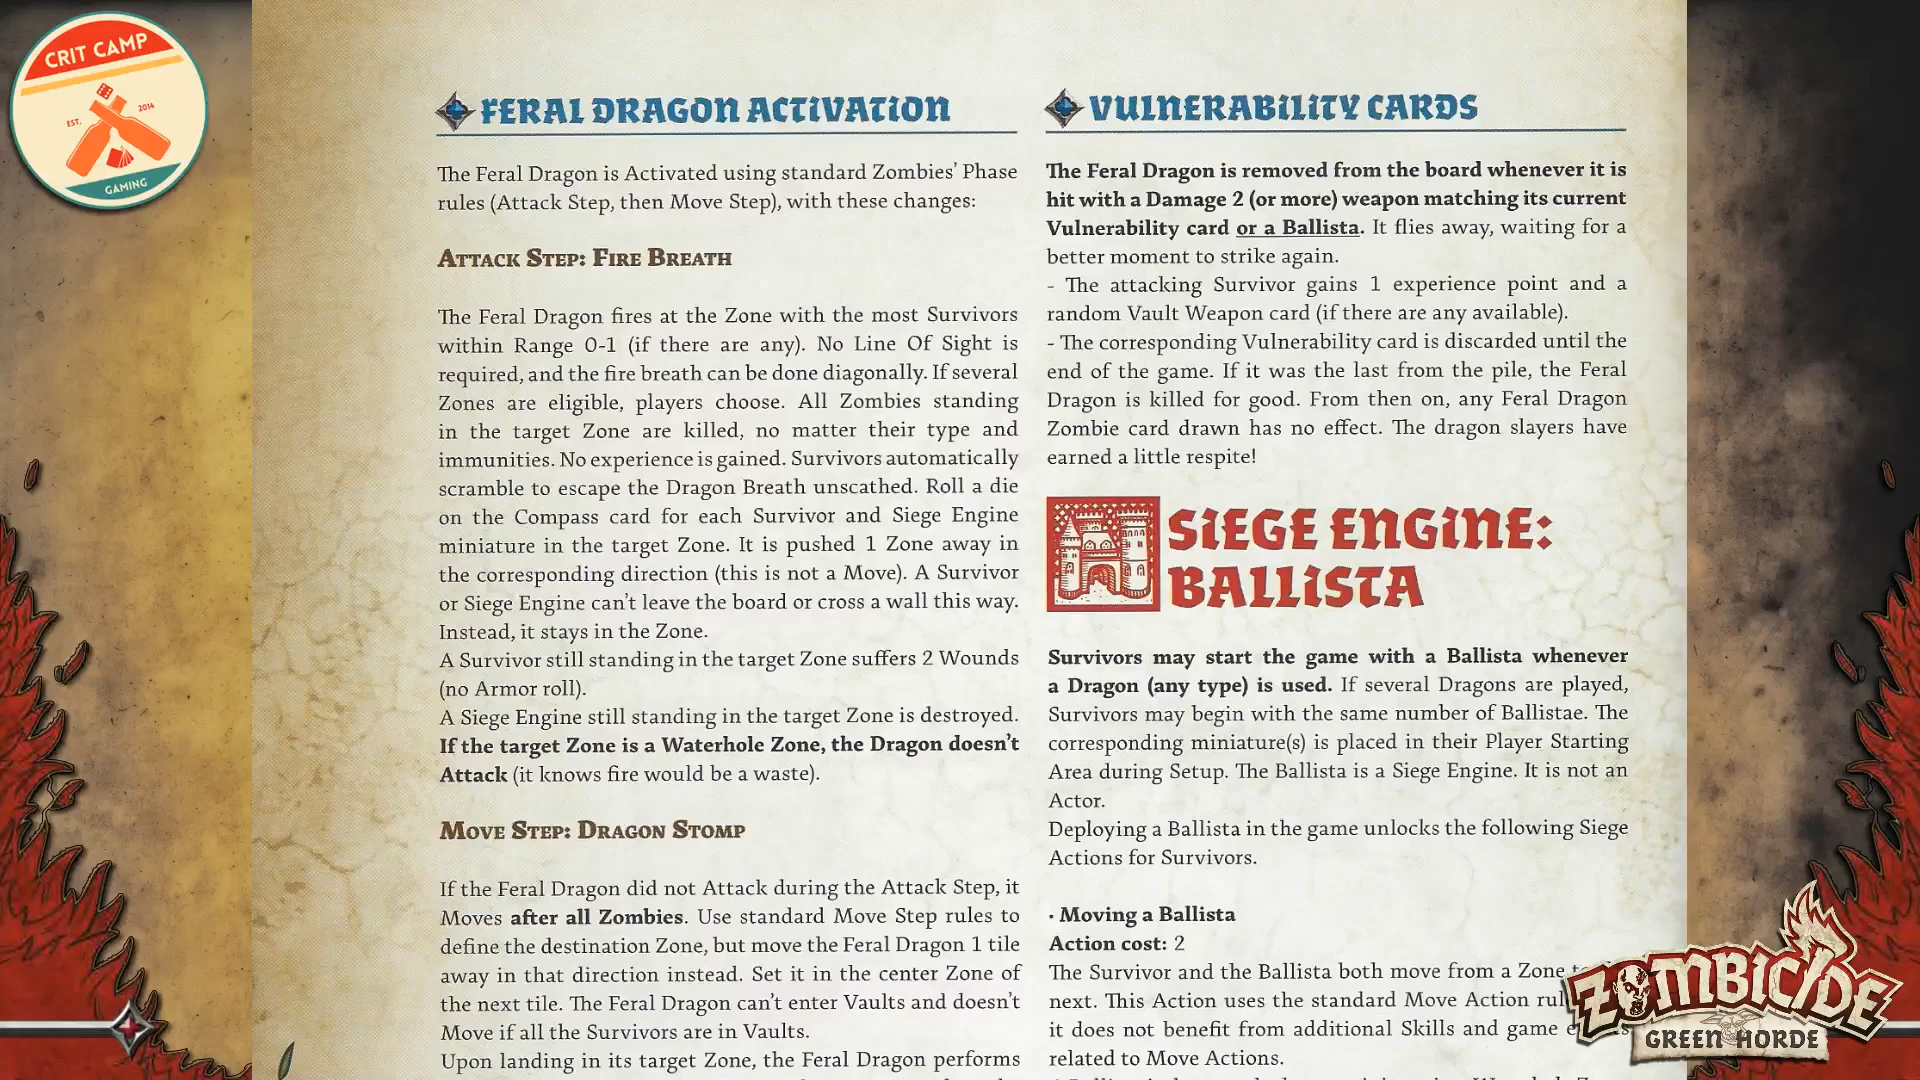 CRIT CAMP
EST.
2014
GAMING
FERAL DRAGON ACTIVATION
The Feral Dragon is Activated using standard Zombies' Phase
rules (Attack Step, then Move Step), with these changes:
ATTACK STEP: FIRE BREATH
The Feral Dragon fires at the Zone with the most Survivors
within Range 0-1 (if there are any). No Line Of Sight is
required, and the fire breath can be done diagonally. If several
Zones are eligible, players choose. All Zombies standing
in the target Zone are killed, no matter their type and
immunities. No experience is gained. Survivors automatically
scramble to escape the Dragon Breath unscathed. Roll a die
on the Compass card for each Survivor and Siege Engine
miniature in the target Zone. It is pushed 1 Zone away in
the corresponding direction (this is not a Move). A Survivor
or Siege Engine can't leave the board or cross a wall this way.
Instead, it stays in the Zone.
A Survivor still standing in the target Zone suffers 2 Wounds
(no Armor roll).
A Siege Engine still standing in the target Zone is destroyed.
If the target Zone is a Waterhole Zone, the Dragon doesn't
Attack (it knows fire would be a waste).
MOVE STEP: DRAGON STOMP
If the Feral Dragon did not Attack during the Attack Step, it
Moves after all Zombies. Use standard Move Step rules to
define the destination Zone, but move the Feral Dragon 1 tile
away in that direction instead. Set it in the center Zone of
the next tile. The Feral Dragon can't enter Vaults and doesn't
Move if all the Survivors are in Vaults.
Upon landing in its target Zone, the Feral Dragon performs
VULNERABILITY CARDS
The Feral Dragon is removed from the board whenever it is
hit with a Damage 2 (or more) weapon matching its current
Vulnerability card or a Ballista. It flies away, waiting for a
better moment to strike again.
- The attacking Survivor gains 1 experience point and a
random Vault Weapon card (if there are any available).
- The corresponding Vulnerability card is discarded until the
end of the game. If it was the last from the pile, the Feral
Dragon is killed for good. From then on, any Feral Dragon
Zombie card drawn has no effect. The dragon slayers have
earned a little respite!
SIEGE ENGINE:
BALLISTA
Survivors may start the game with a Ballista whenever
a Dragon (any type) is used. If several Dragons are played,
Survivors may begin with the same number of Ballistae. The
corresponding miniature(s) is placed in their Player Starting
Area during Setup. The Ballista is a Siege Engine. It is not an
Actor.
Deploying a Ballista in the game unlocks the following Siege
Actions for Survivors.
· Moving a Ballista
Action cost: 2
The Survivor and the Ballista both move from a Zone
next. This Action uses the standard Move Action
it does not benefit from additional Skills and game
related to Move Actions.
ZOMBICIDE
GREEN HORDE